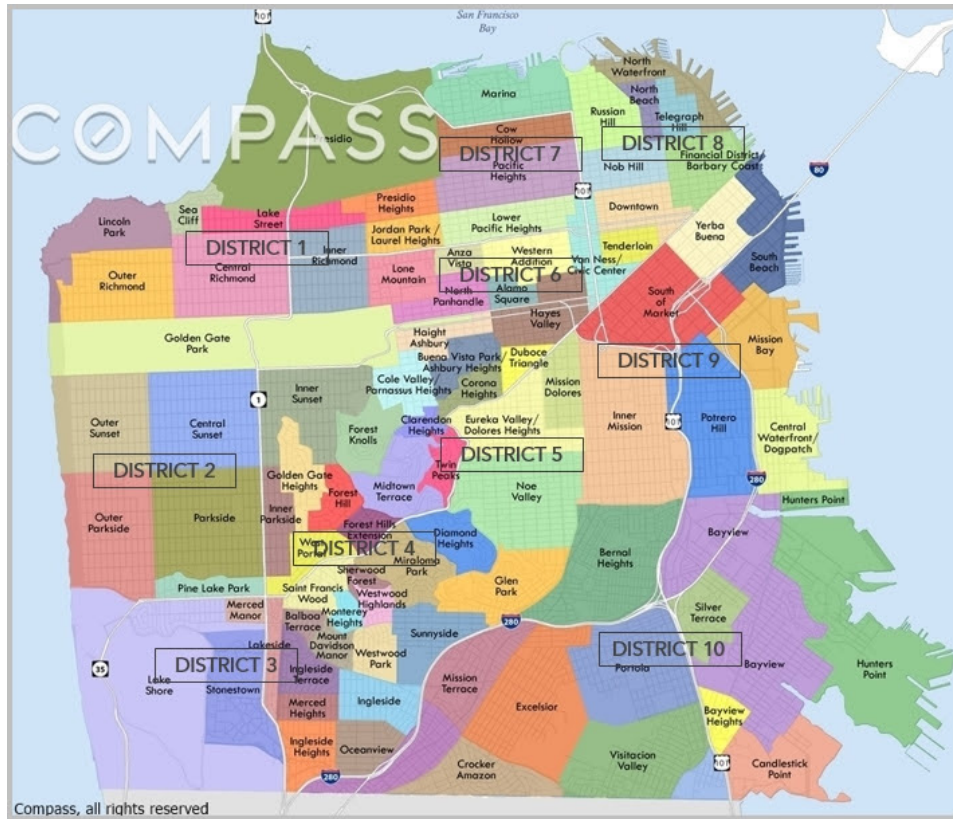 San Francisco
Bay
101
COMPASS
Presidio
Marina
Cow
Hollow
DISTRICT 7
Pacific
Heights
Russian
Hill
North
Waterfront
North
Beach
Telegraph
Hill
DISTRICT 8
Financial District /
Barbary Coast
Nob Hill
80
101
Lincoln
Park
Sea
Cliff
Lake
Street
Presidio
Heights
Jordan Park /
Laurel Heights
Lower
Pacific Heights
Downtown
Tenderloin
Yerba
Buena
South
Beach
DISTRICT 1
Inner
Richmond
Central
Richmond
Outer
Richmond
Lone
Mountain
Anza
Vista
Western
Addition
DISTRICT 6
Van Ness/
Civic Center
North
Panhandle
Alamo
Square
Hayes
Valley
South
of
Market
Golden Gate
Park
Haight
Ashbury
Buena Vista Park/
Ashbury Heights
Duboce
Triangle
DISTRICT 9
Mission
Bay
Cole Valley/
Parnassus Heights
Corona
Heights
Mission
Dolores
Inner
Sunset
1
Outer
Sunset
Central
Sunset
Forest
Knolls
Clarendon
Heights
Eureka Valley/
Dolores Heights
Inner
Mission
101
Potrero
Hill
Central
Waterfront/
Dogpatch
DISTRICT 2
Golden Gate
Heights
Twin
Peaks
DISTRICT 5
280
Midtown
Terrace
Noe
Valley
Forest
Hill
Hunters Point
Outer
Parkside
Parkside
Inner
Parkside
Forest Hills
Extension
Diamond
Heights
Bayview
West
Portal
DISTRICT 4
Miraloma
Park
Bernal
Heights
Sherwood
Forest
Glen
Park
Pine Lake Park
Saint Francis
Wood
Westwood
Highlands
Merced
Manor
Balboa
Terrace
Monterey
Heights
280
Silver
Terrace
Sunnyside
Lakeside
Mount
Davidson
Manor
Westwood
Park
DISTRICT 10
Portola
Bayview
Hunters
Point
35
Lake
Shore
DISTRICT 3
Stonestown
Ingleside
Terrace
Mission
Terrace
Merced
Heights
Ingleside
Excelsior
Bayview
Heights
Ingleside
Heights
Oceanview
280
Crocker
Amazon
Visitacion
Valley
101
Candlestick
Point
Compass, all rights reserved